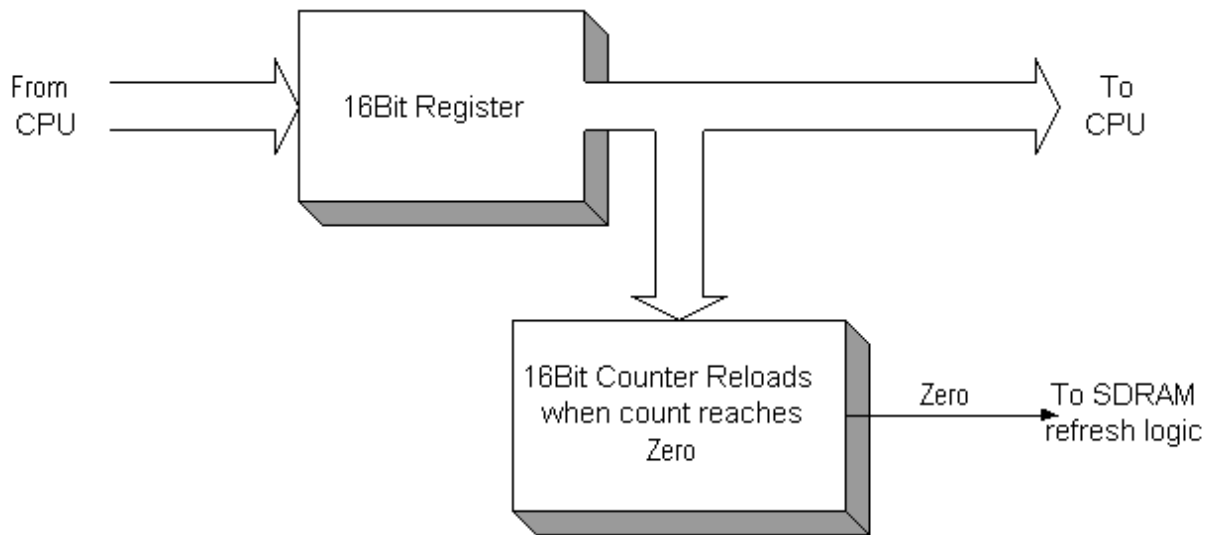 From
CPU
16Bit Register
To
CPU
16Bit Counter Reloads
when count reaches
Zero
Zero
To SDRAM
refresh logic